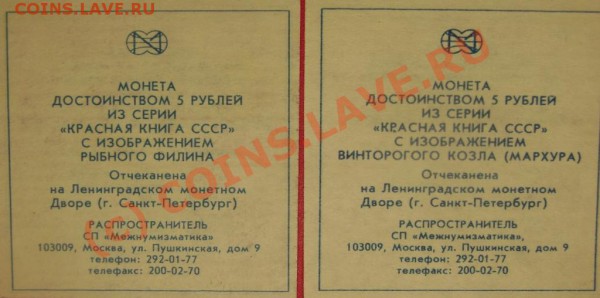 COINS.LAVE.RU
МОНЕТА
ДОСТОИНСТВОМ 5 РУБЛЕЙ
ИЗ СЕРИИ
«КРАСНАЯ КНИГА СССР»
С ИЗОБРАЖЕНИЕМ
РЫБНОГО ФИЛИНА
Отчеканена
на Ленинградском монетном
Дворе (г. Санкт-Петербург)
РАСПРОСТРАНИТЕЛЬ
СП «Межнумизматика»
103009, Москва, ул. Пушкинская, дом 9
телефон: 292-01-77
телефакс: 200-02-70
МОНЕТА
ДОСТОИНСТВОМ 5 РУБЛЕЙ
ИЗ СЕРИИ
«КРАСНАЯ КНИГА СССР»
С ИЗОБРАЖЕНИЕМ
ВИНТОРОГОГО КОЗЛА (МАРХУРА)
Отчеканена
на Ленинградском монетном
Дворе (г. Санкт-Петербург)
РАСПРОСТРАНИТЕЛЬ
СП «Межнумизматика»,
103009, Москва, ул. Пушкинская, дом 9
телефон: 292-01-77
телефакс: 200-02-70
(c) COINS.LAVE.RU